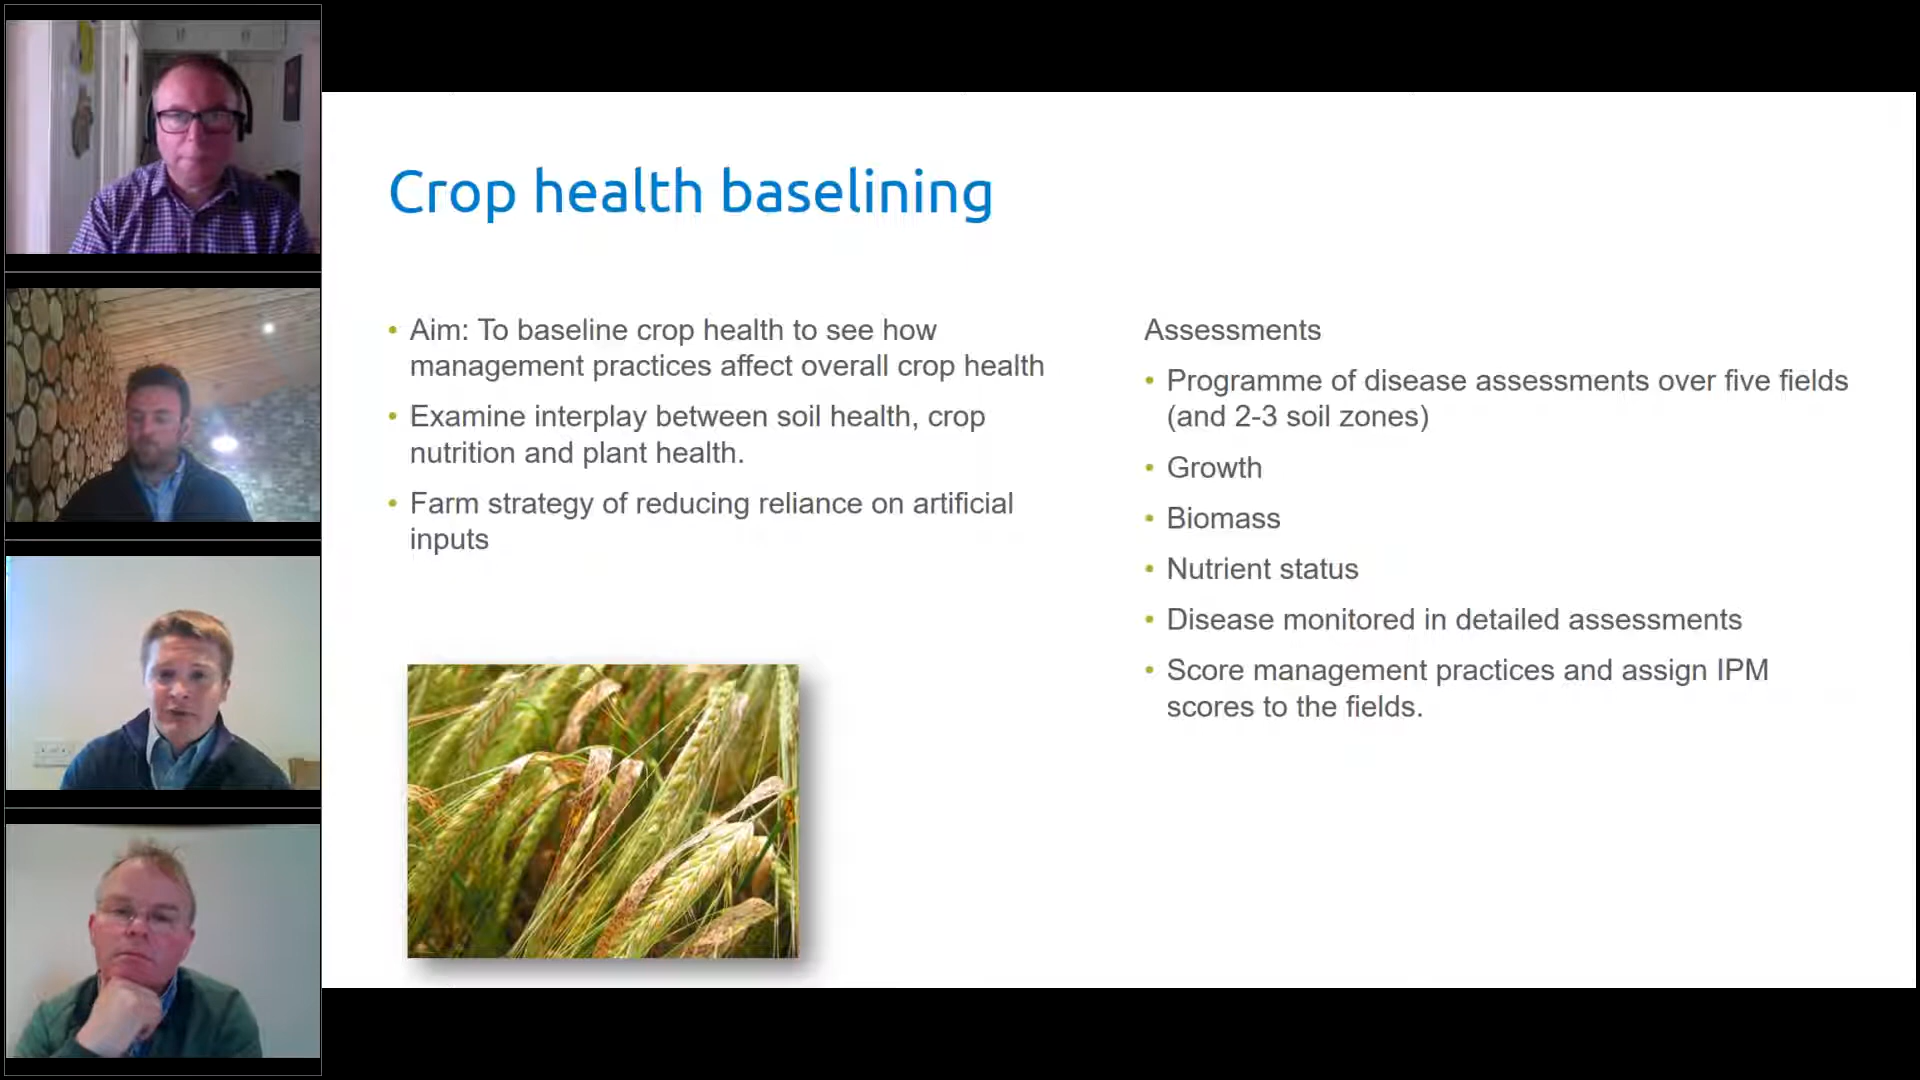 Crop health baselining
• Aim: To baseline crop health to see how
management practices affect overall crop health
• Examine interplay between soil health, crop
nutrition and plant health.
• Farm strategy of reducing reliance on artificial
inputs
Assessments
• Programme of disease assessments over five fields
(and 2-3 soil zones)
• Growth
• Biomass
• Nutrient status
• Disease monitored in detailed assessments
• Score management practices and assign IPM
scores to the fields.